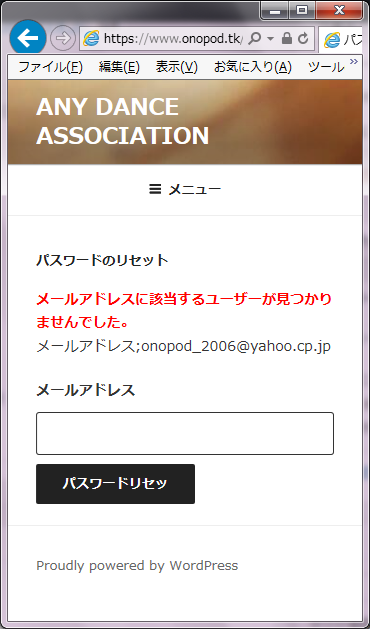 https://www.onopod.tk/
ファイル(F) 編集(E) 表示(V) お気に入り(A) ツール »
ANY DANCE
ASSOCIATION
≡ メニュー
パスワードのリセット
メールアドレスに該当するユーザーが見つかり
ませんでした。
メールアドレス;onopod_2006@yahoo.cp.jp
メールアドレス
パスワードリセッ
Proudly powered by WordPress